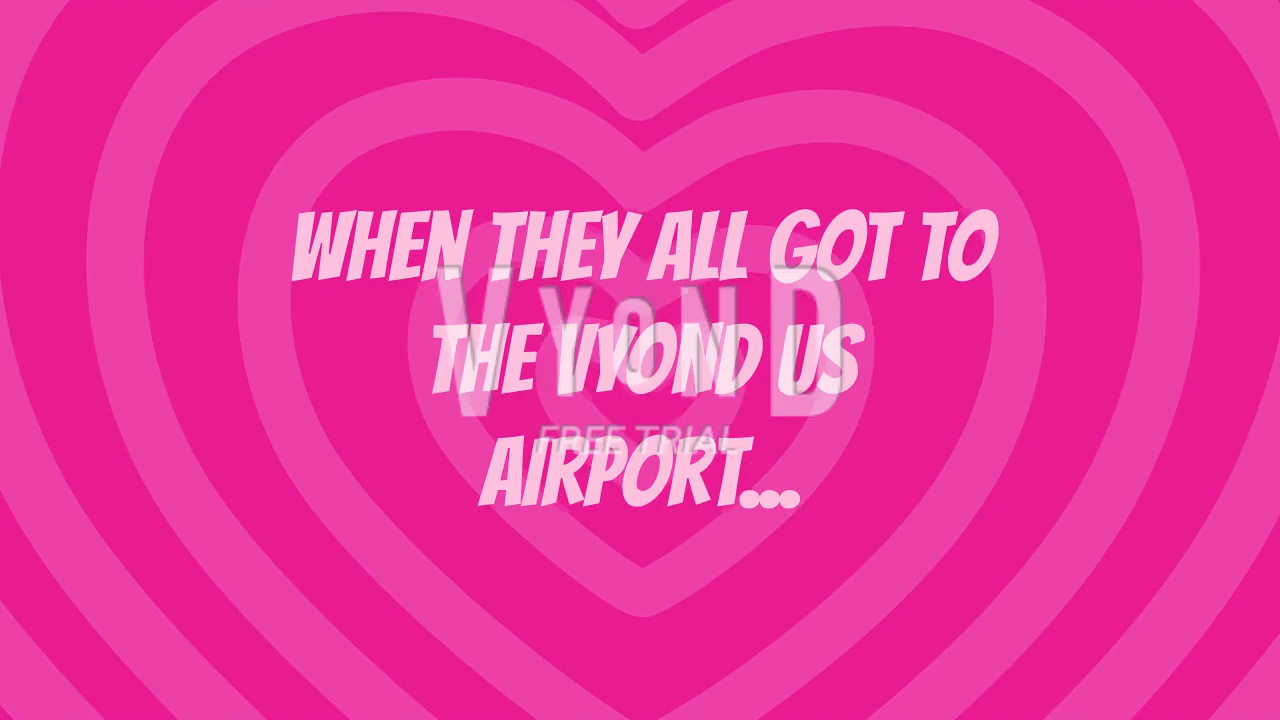 WHEN THEY ALL GOT TO
THE VYOND US
AIRPORT...
VYOND
FREE TRIAL